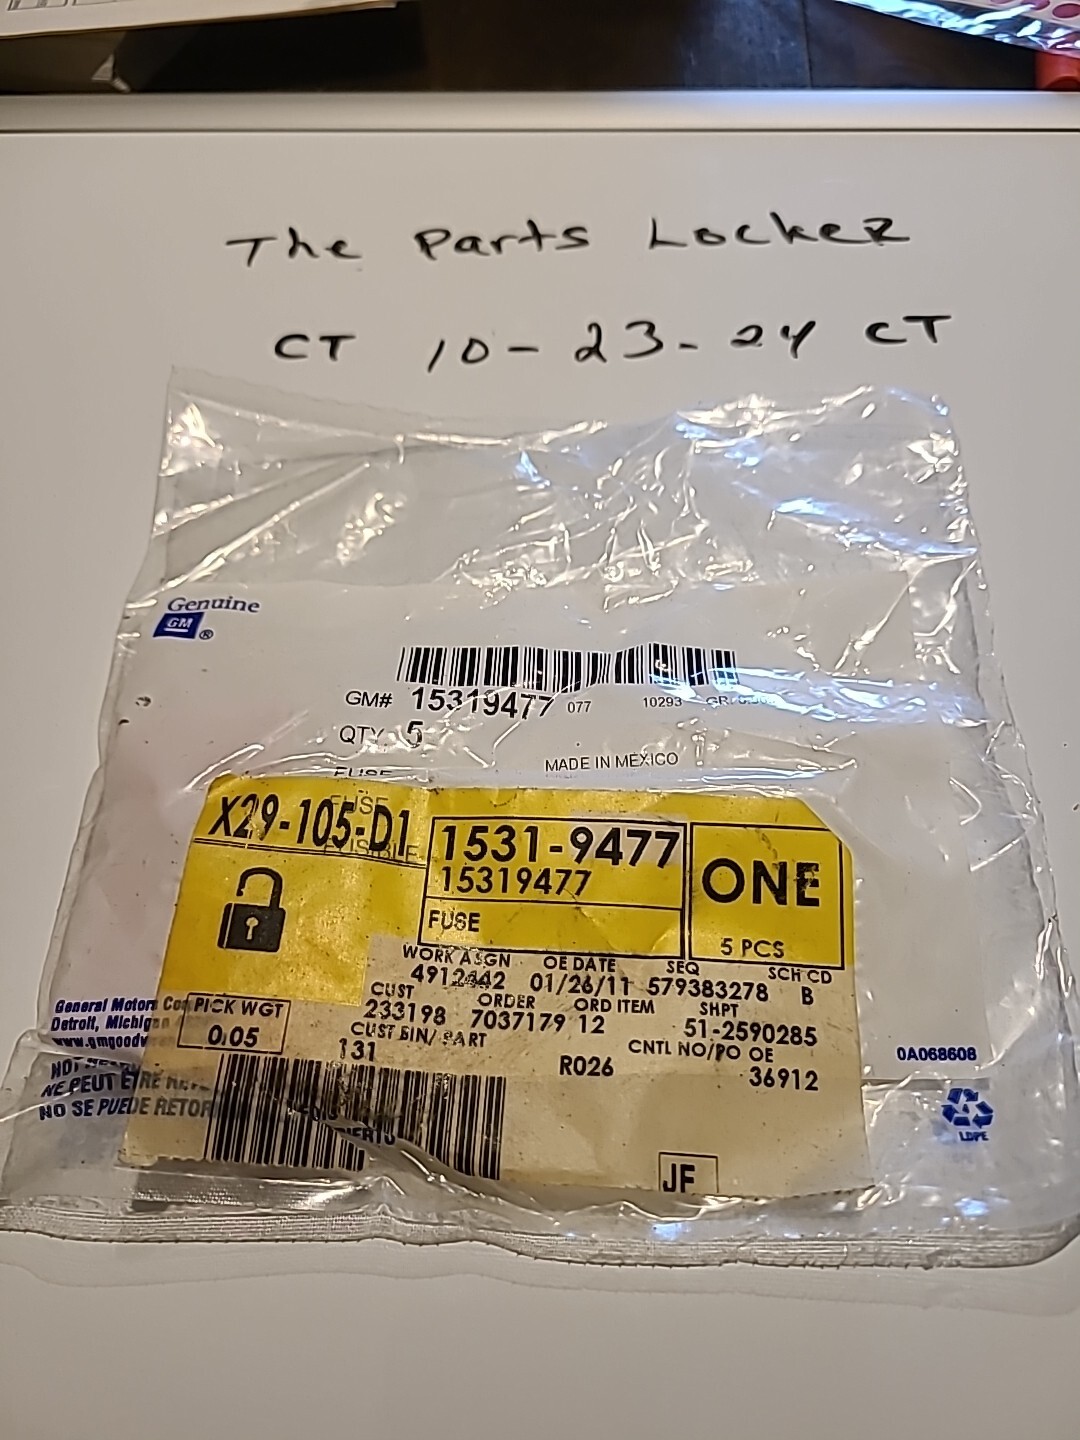 The Parts Locker
CT 10-23-24 CT
Genuine
GM ®
GM# 15319477 077 10293
QTY 5
MADE IN MEXICO
FUSE
FUSE
X29-105-D1
1531-9477
15319477
FUSE
ONE
5 PCS
WORK ASGN OE DATE SEQ SCH CD
4912442 01/26/11 579383278 B
CUST ORDER ORD ITEM SHPT
233198 7037179 12 51-2590285
CUST BIN/ PART CNTL NO/PO OE
131 R026 36912
PICK WGT
0.05
General Motors
Detroit, Michigan
0A068608
NE PEUT ETRE
NO SE PUEDE
LDPE
JF